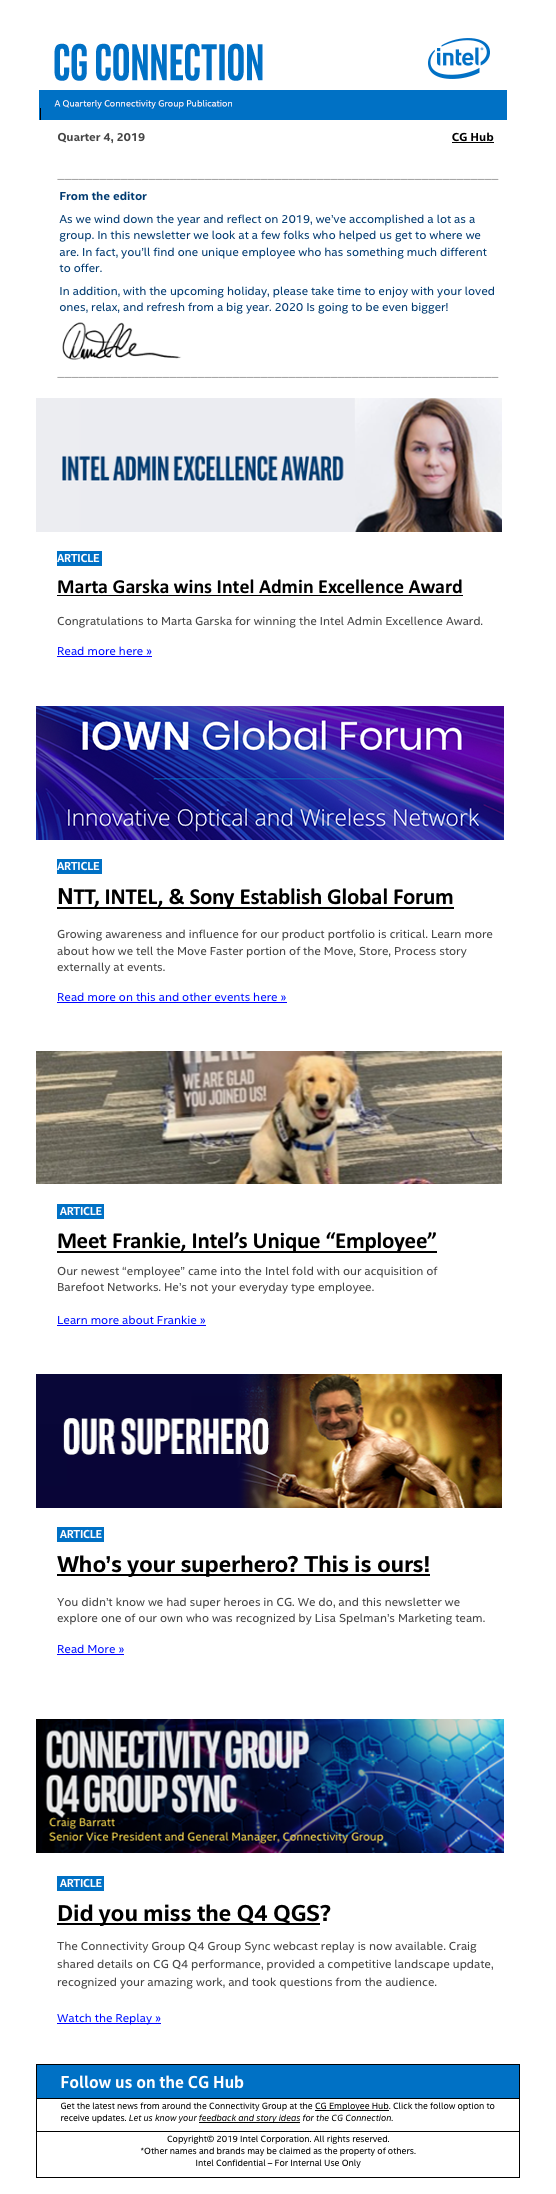 CG CONNECTION
intel
A Quarterly Connectivity Group Publication
Quarter 4, 2019
CG Hub
From the editor
As we wind down the year and reflect on 2019, we've accomplished a lot as a
group. In this newsletter we look at a few folks who helped us get to where we
are. In fact, you'll find one unique employee who has something much different
to offer.
In addition, with the upcoming holiday, please take time to enjoy with your loved
ones, relax, and refresh from a big year. 2020 Is going to be even bigger!
INTEL ADMIN EXCELLENCE AWARD
ARTICLE
Marta Garska wins Intel Admin Excellence Award
Congratulations to Marta Garska for winning the Intel Admin Excellence Award.
Read more here »
IOWN Global Forum
Innovative Optical and Wireless Network
ARTICLE
NTT, INTEL, & Sony Establish Global Forum
Growing awareness and influence for our product portfolio is critical. Learn more
about how we tell the Move Faster portion of the Move, Store, Process story
externally at events.
Read more on this and other events here »
HERE
WE ARE GLAD
YOU JOINED US!
ARTICLE
Meet Frankie, Intel's Unique “Employee”
Our newest “employee” came into the Intel fold with our acquisition of
Barefoot Networks. He's not your everyday type employee.
Learn more about Frankie »
OUR SUPERHERO
ARTICLE
Who's your superhero? This is ours!
You didn't know we had super heroes in CG. We do, and this newsletter we
explore one of our own who was recognized by Lisa Spelman's Marketing team.
Read More »
CONNECTIVITY GROUP
Q4 GROUP SYNC
Craig Barratt
Senior Vice President and General Manager, Connectivity Group
ARTICLE
Did you miss the Q4 QGS?
The Connectivity Group Q4 Group Sync webcast replay is now available. Craig
shared details on CG Q4 performance, provided a competitive landscape update,
recognized your amazing work, and took questions from the audience.
Watch the Replay »
Follow us on the CG Hub
Get the latest news from around the Connectivity Group at the CG Employee Hub. Click the follow option to
receive updates. Let us know your feedback and story ideas for the CG Connection.
Copyright© 2019 Intel Corporation. All rights reserved.
*Other names and brands may be claimed as the property of others.
Intel Confidential – For Internal Use Only